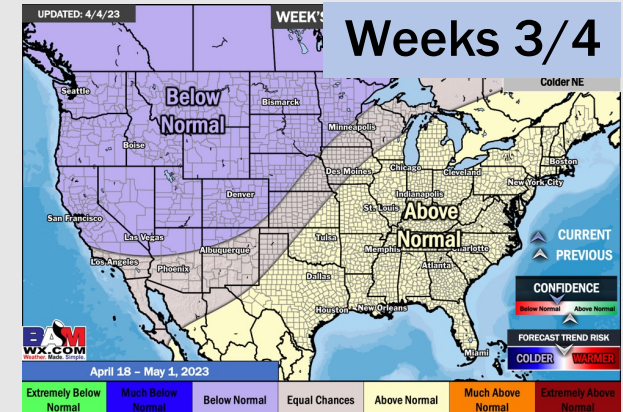 UPDATED: 4/4/23
WEEK'S
Weeks 3/4
Colder NE
Seattle
Below
Normal
Bismarck
Minneapolis
Boise
Boston
Des Moines
Chicago
Cleveland
New York City
Denver
Indianapolis
San Francisco
St. Louis
Above
Normal
Las Vegas
Tulsa
Memphis
Charlotte
Los Angeles
Albuquerque
Phoenix
Atlanta
Dallas
Houston
New Orleans
Miami
CURRENT
PREVIOUS
CONFIDENCE
Below Normal
Above Normal
FORECAST TREND RISK
COLDER
WARMER
BAM
WX.COM
Weather. Made. Simple.
April 18 – May 1, 2023
Extremely Below
Normal
Much Below
Normal
Below Normal
Equal Chances
Above Normal
Much Above
Normal
Extremely Above
Normal